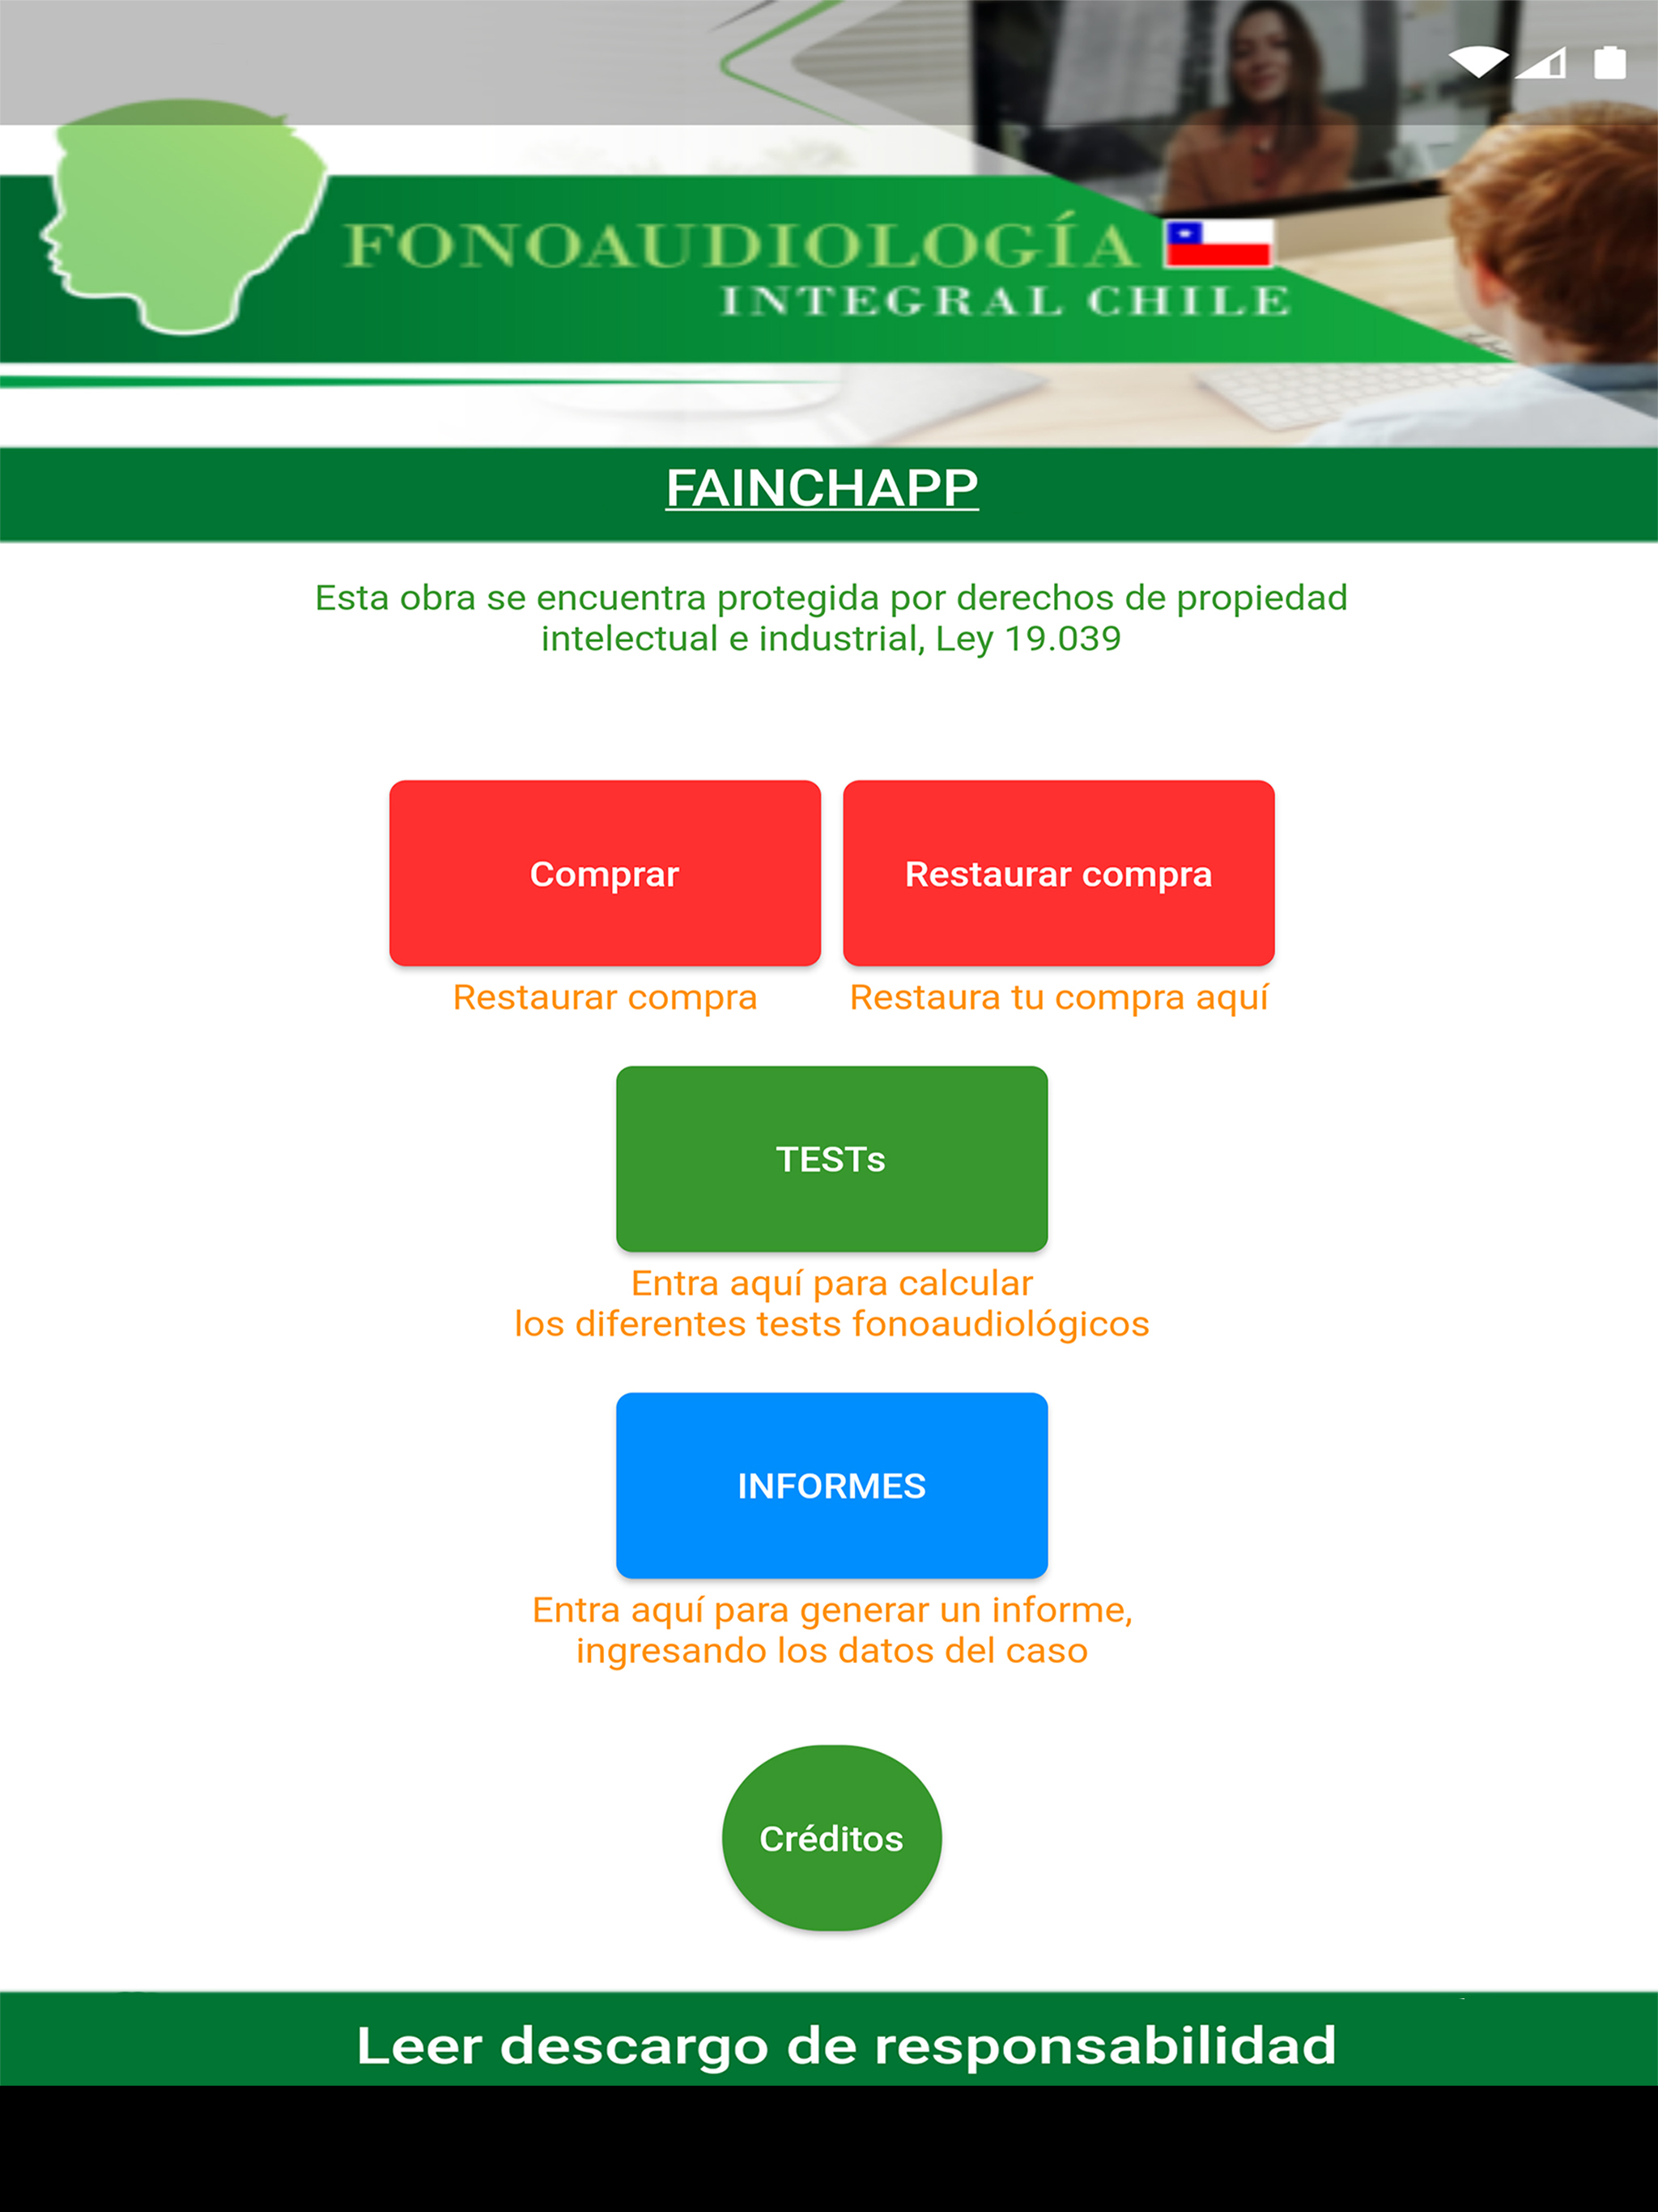 FONOAUDIOLOGÍA
INTEGRAL CHILE
FAINCHAPP
Esta obra se encuentra protegida por derechos de propiedad
intelectual e industrial, Ley 19.039
Comprar
Restaurar compra
Restaurar compra
Restaura tu compra aquí
TESTs
Entra aquí para calcular
los diferentes tests fonoaudiológicos
INFORMES
Entra aquí para generar un informe,
ingresando los datos del caso
Créditos
Leer descargo de responsabilidad